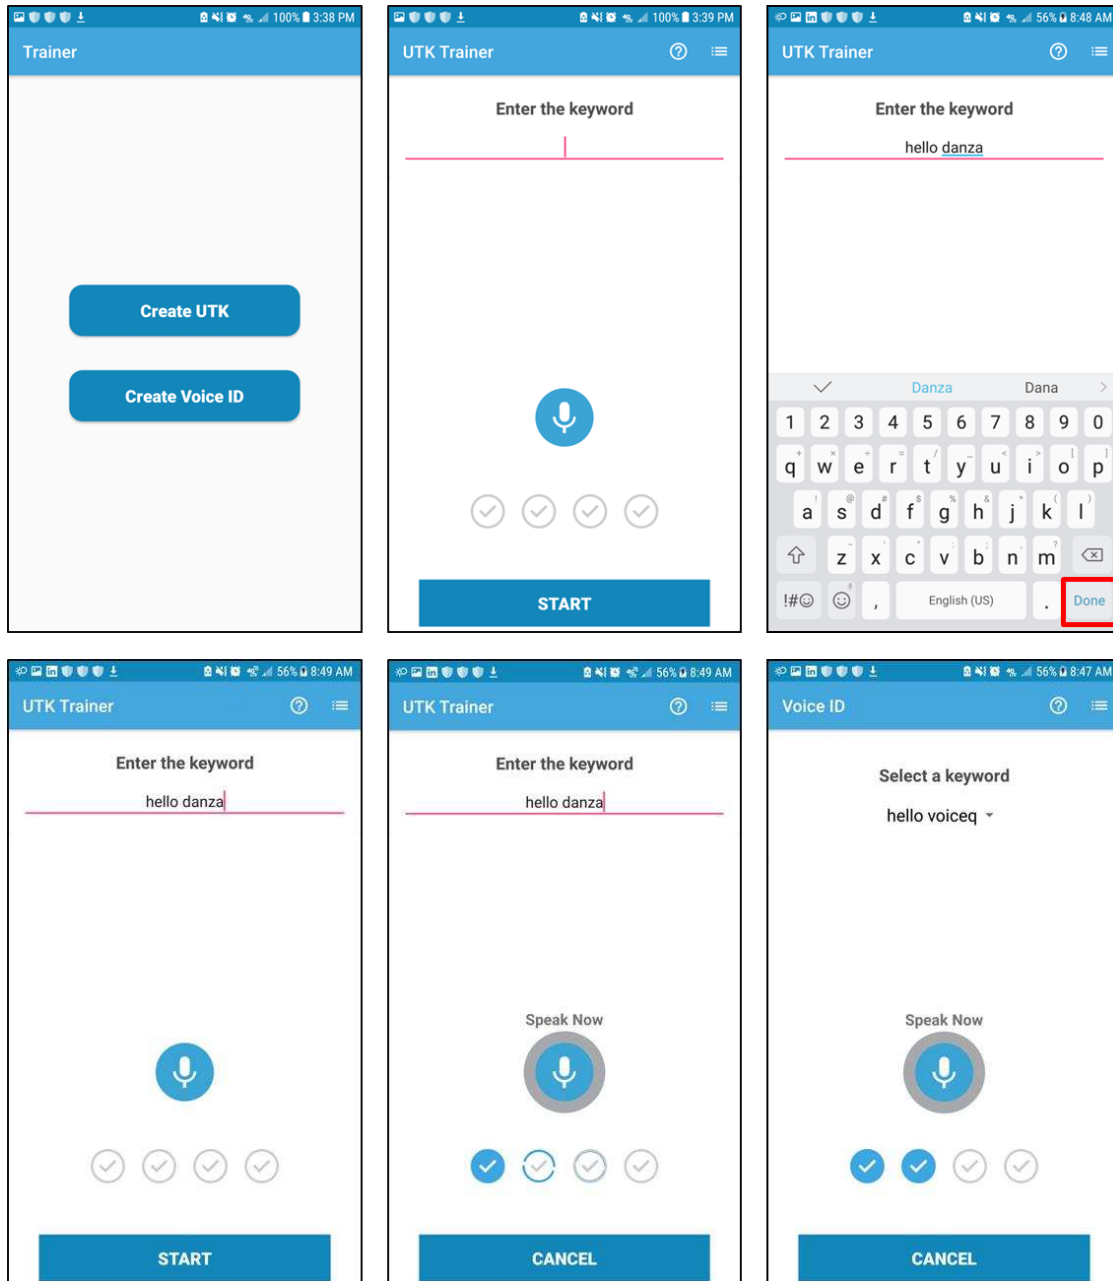 100% 3:38 PM
Trainer
Create UTK
Create Voice ID
100% 3:39 PM
UTK Trainer
Enter the keyword
START
in 56% 8:48 AM
UTK Trainer
Enter the keyword
hello danza
Danza Dana
1 2 3 4 5 6 7 8 9 0
q w e r t y u i o p
a s d f g h j k l
z x c v b n m
!#☺ , English (US) . Done
in 56% 8:49 AM
UTK Trainer
Enter the keyword
hello danza
START
in 56% 8:49 AM
UTK Trainer
Enter the keyword
hello danza
Speak Now
CANCEL
in 56% 8:47 AM
Voice ID
Select a keyword
hello voiceq
Speak Now
CANCEL